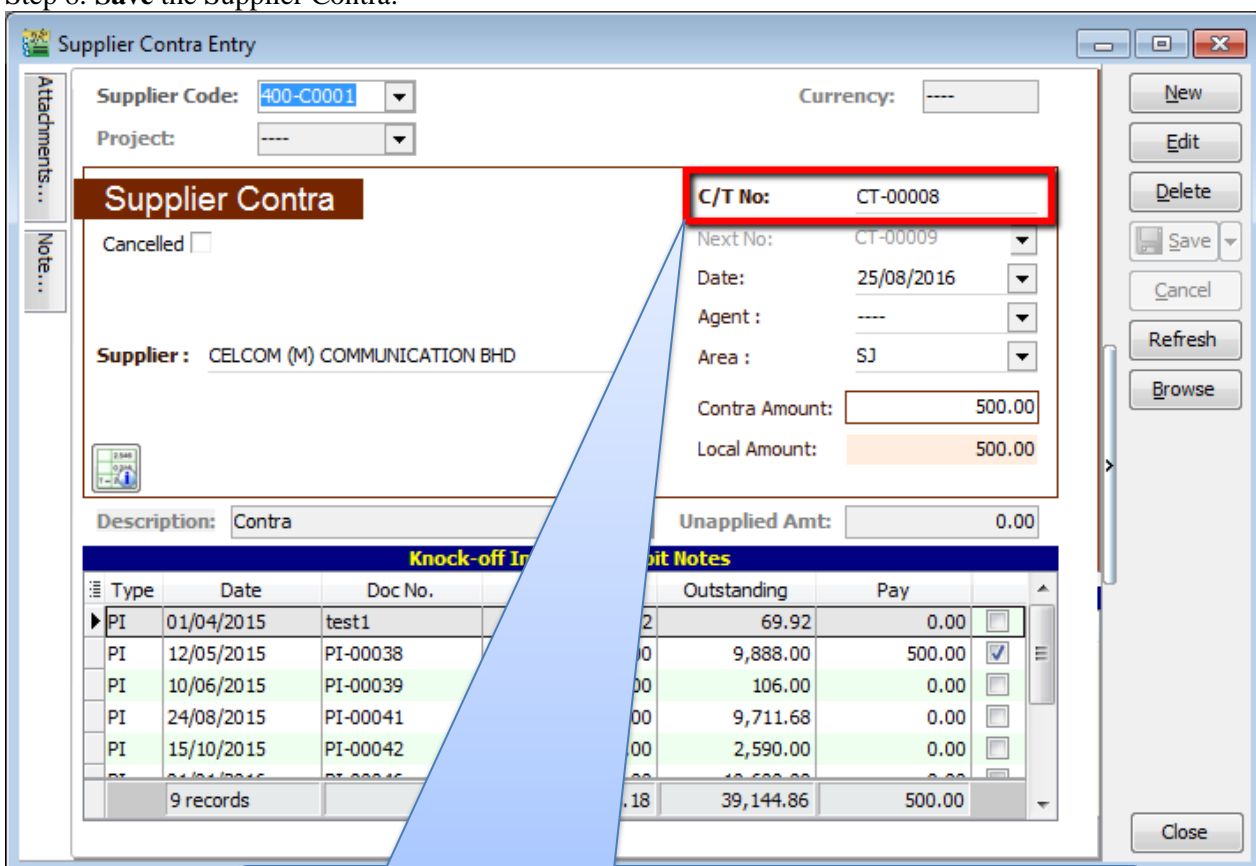 Step 8: Save the Supplier Contra.
Supplier Contra Entry
Attachments...
Note...
Supplier Code: 400-C0001 Currency: ----
Project: ----
Supplier Contra
C/T No: CT-00008
Cancelled
Next No: CT-00009
Date: 25/08/2016
Agent : ----
Supplier : CELCOM (M) COMMUNICATION BHD
Area : SJ
Contra Amount: 500.00
Local Amount: 500.00
Description: Contra Unapplied Amt: 0.00
Knock-off Notes
Type Date Doc No. Outstanding Pay
PI 01/04/2015 test1 69.92 0.00
PI 12/05/2015 PI-00038 9,888.00 500.00
PI 10/06/2015 PI-00039 106.00 0.00
PI 24/08/2015 PI-00041 9,711.68 0.00
PI 15/10/2015 PI-00042 2,590.00 0.00
9 records .18 39,144.86 500.00
New
Edit
Delete
Save
Cancel
Refresh
Browse
Close